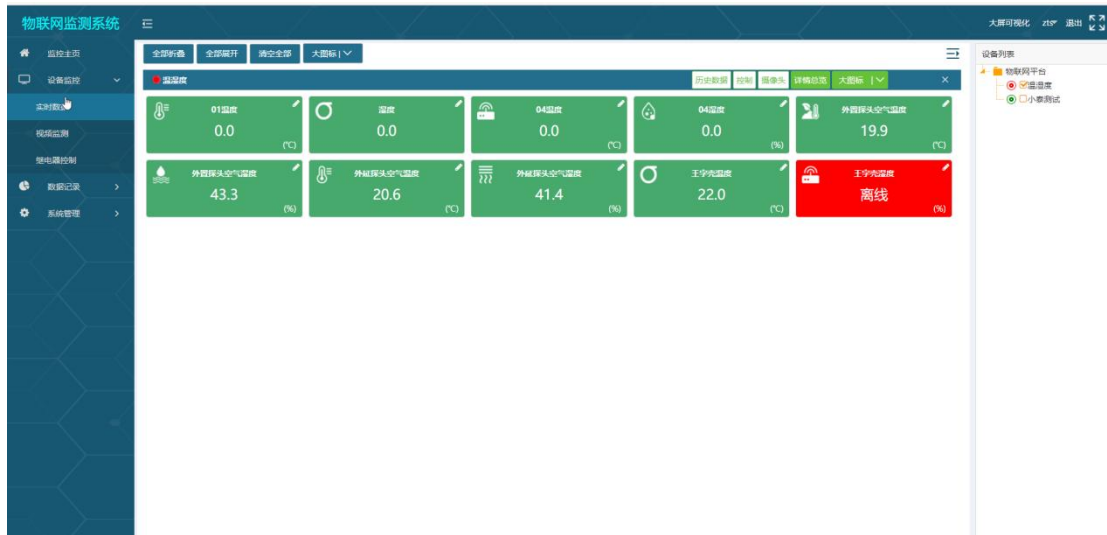 物联网监测系统
大屏可视化 zts 退出
监控主页
设备监控
实时数据
视频监测
继电器控制
数据记录
系统管理
全部折叠 全部展开 清空全部 大图标 |
温湿度
历史数据 控制 摄像头 详情总览 大图标 | ×
01温度
0.0
(℃)
湿度
0.0
04温度
0.0
(℃)
04湿度
0.0
(%)
外置探头空气温度
19.9
(℃)
外置探头空气湿度
43.3
(%)
外延探头空气温度
20.6
(℃)
外延探头空气湿度
41.4
(%)
王字壳温度
22.0
(℃)
王字壳湿度
离线
(%)
设备列表
物联网平台
温湿度
小泰测试